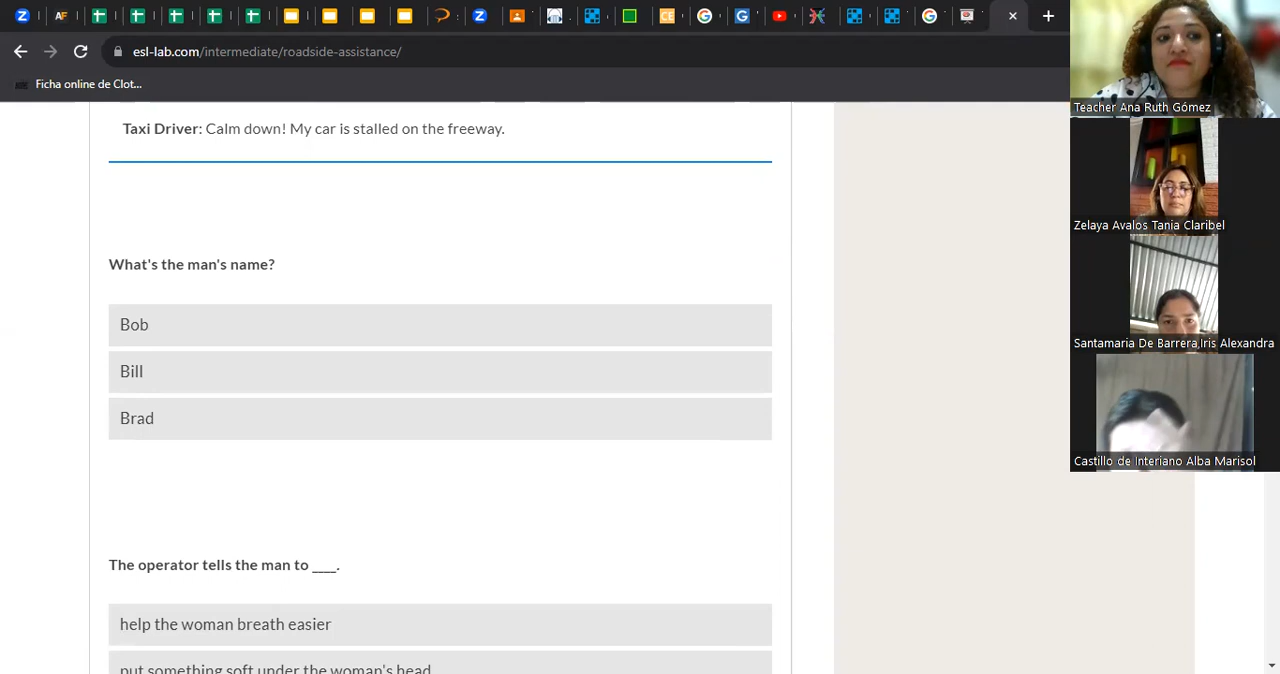 esl-lab.com/intermediate/roadside-assistance/
Ficha online de Clot...
Taxi Driver: Calm down! My car is stalled on the freeway.
What's the man's name?
Bob
Bill
Brad
The operator tells the man to ____.
help the woman breath easier
put something soft under the woman's head
Teacher Ana Ruth Gómez
Zelaya Avalos Tania Claribel
Santamaria De Barrera,Iris Alexandra
Castillo de Interiano Alba Marisol